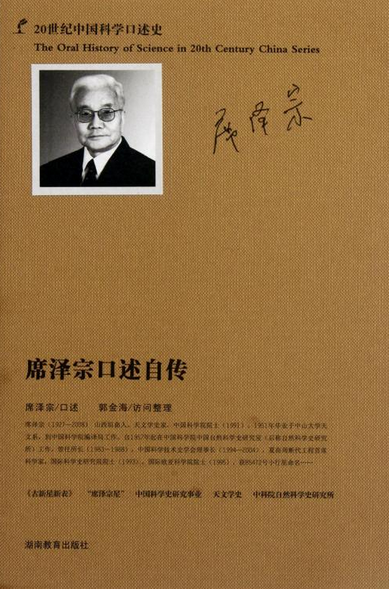 20世纪中国科学口述史
The Oral History of Science in 20th Century China Series
席泽宗
席泽宗口述自传
席泽宗/口述 郭金海/访问整理
席泽宗（1927—2008）山西垣曲人，天文学史家，中国科学院院士（1991）。1951年毕业于中山大学天
文系，到中国科学院编译局工作。自1957年起在中国科学院中国自然科学史研究室（后称自然科学史研究
所）工作，曾任所长（1983—1988）、中国科学技术史学会理事长（1994—2004）、夏商周断代工程首席
科学家、国际科学史研究院院士（1993）、国际欧亚科学院院士（1995）。获85472号小行星命名……
《古新星新表》 “席泽宗星” 中国科学史研究事业 天文学史 中科院自然科学史研究所
湖南教育出版社